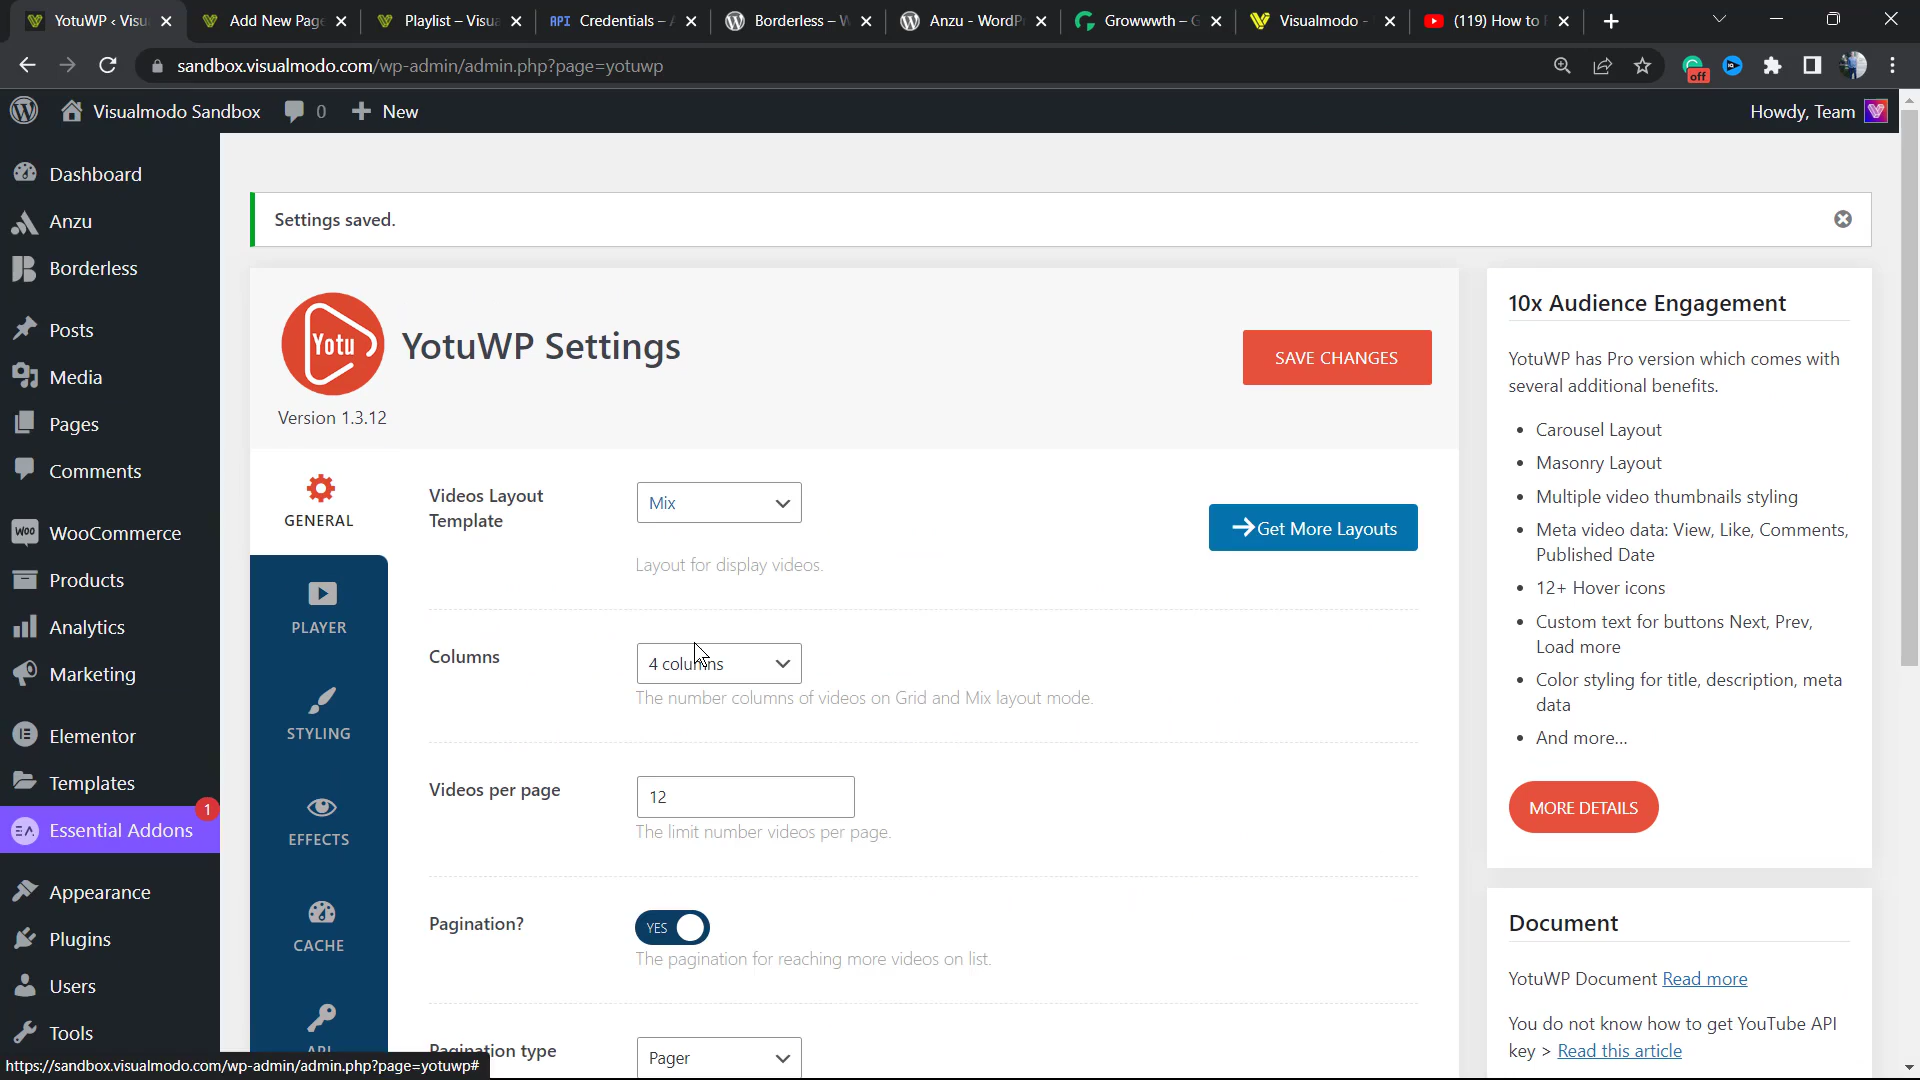 YotuWP ‹ Visu
Add New Page
Playlist – Visua
API Credentials – A
Borderless – W
Anzu - WordPr
Growwwth – G
Visualmodo -
(119) How to
sandbox.visualmodo.com/wp-admin/admin.php?page=yotuwp
off
Visualmodo Sandbox
0
New
Howdy, Team
Dashboard
Anzu
Borderless
Posts
Media
Pages
Comments
WooCommerce
Products
Analytics
Marketing
Elementor
Templates
1
Essential Addons
Appearance
Plugins
Users
Tools
Settings saved.
Yotu
YotuWP Settings
SAVE CHANGES
Version 1.3.12
GENERAL
PLAYER
STYLING
EFFECTS
CACHE
API
Videos Layout
Template
Mix
Get More Layouts
Layout for display videos.
Columns
4 columns
The number columns of videos on Grid and Mix layout mode.
Videos per page
12
The limit number videos per page.
Pagination?
YES
The pagination for reaching more videos on list.
Pagination type
Pager
10x Audience Engagement
YotuWP has Pro version which comes with
several additional benefits.
• Carousel Layout
• Masonry Layout
• Multiple video thumbnails styling
• Meta video data: View, Like, Comments,
Published Date
• 12+ Hover icons
• Custom text for buttons Next, Prev,
Load more
• Color styling for title, description, meta
data
• And more...
MORE DETAILS
Document
YotuWP Document Read more
You do not know how to get YouTube API
key > Read this article
https://sandbox.visualmodo.com/wp-admin/admin.php?page=yotuwp#